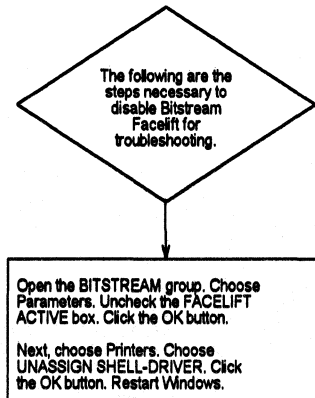 The following are the
steps necessary to
disable Bitstream
Facelift for
troubleshooting.
Open the BITSTREAM group. Choose
Parameters. Uncheck the FACELIFT
ACTIVE box. Click the OK button.
Next, choose Printers. Choose
UNASSIGN SHELL-DRIVER. Click
the OK button. Restart Windows.